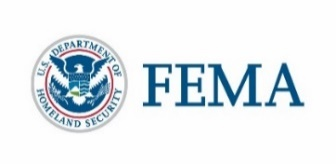 U.S. DEPARTMENT OF
HOMELAND SECURITY
FEMA